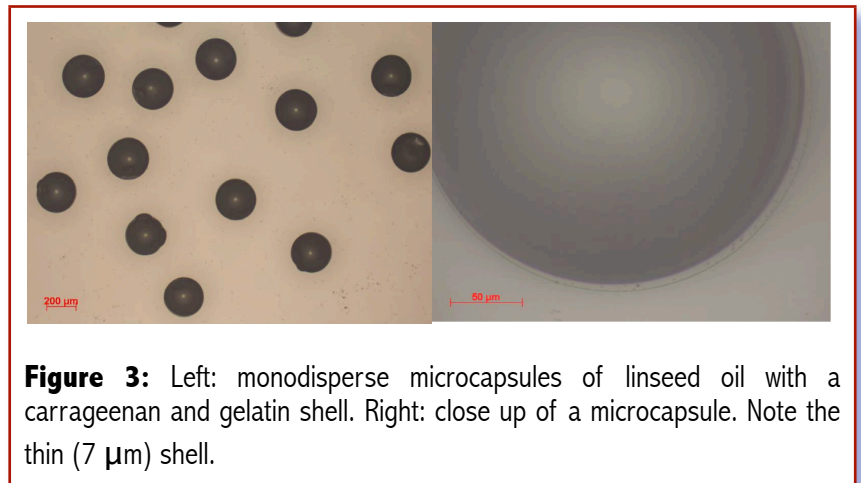 200 µm
50 µm
Figure 3: Left: monodisperse microcapsules of linseed oil with a
carrageenan and gelatin shell. Right: close up of a microcapsule. Note the
thin (7 µm) shell.